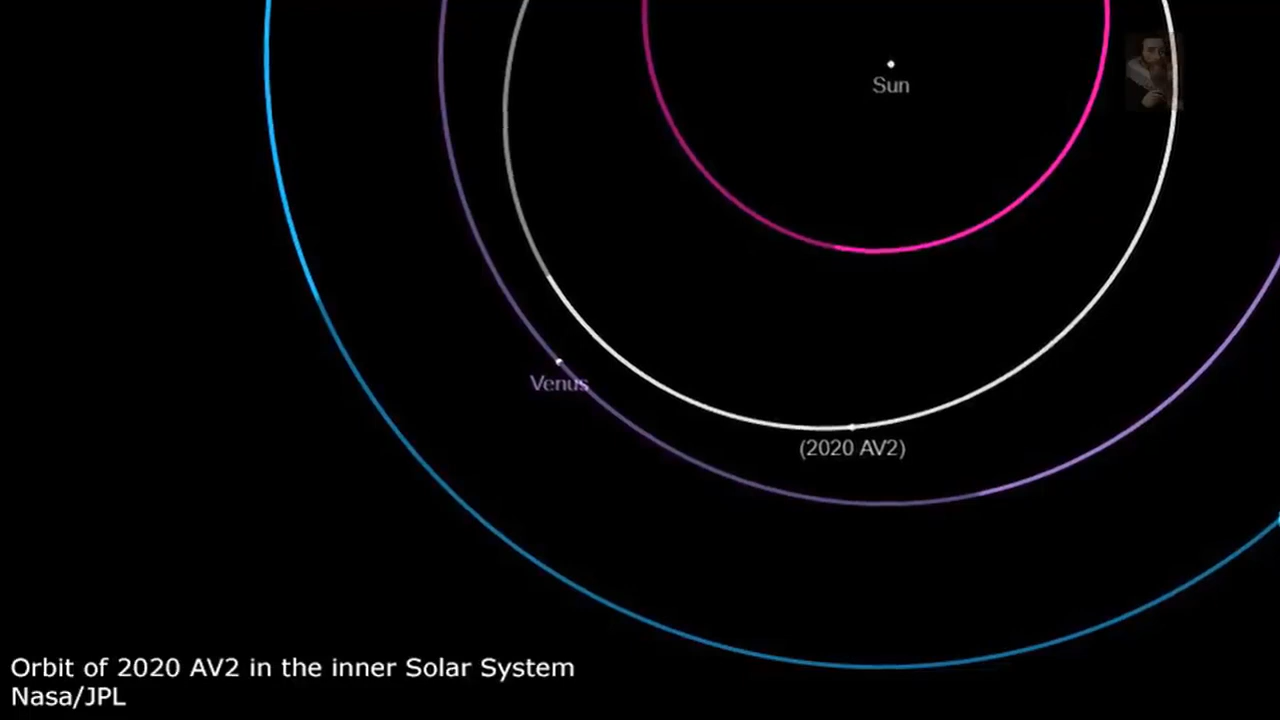 Sun
Venus
(2020 AV2)
Orbit of 2020 AV2 in the inner Solar System
Nasa/JPL